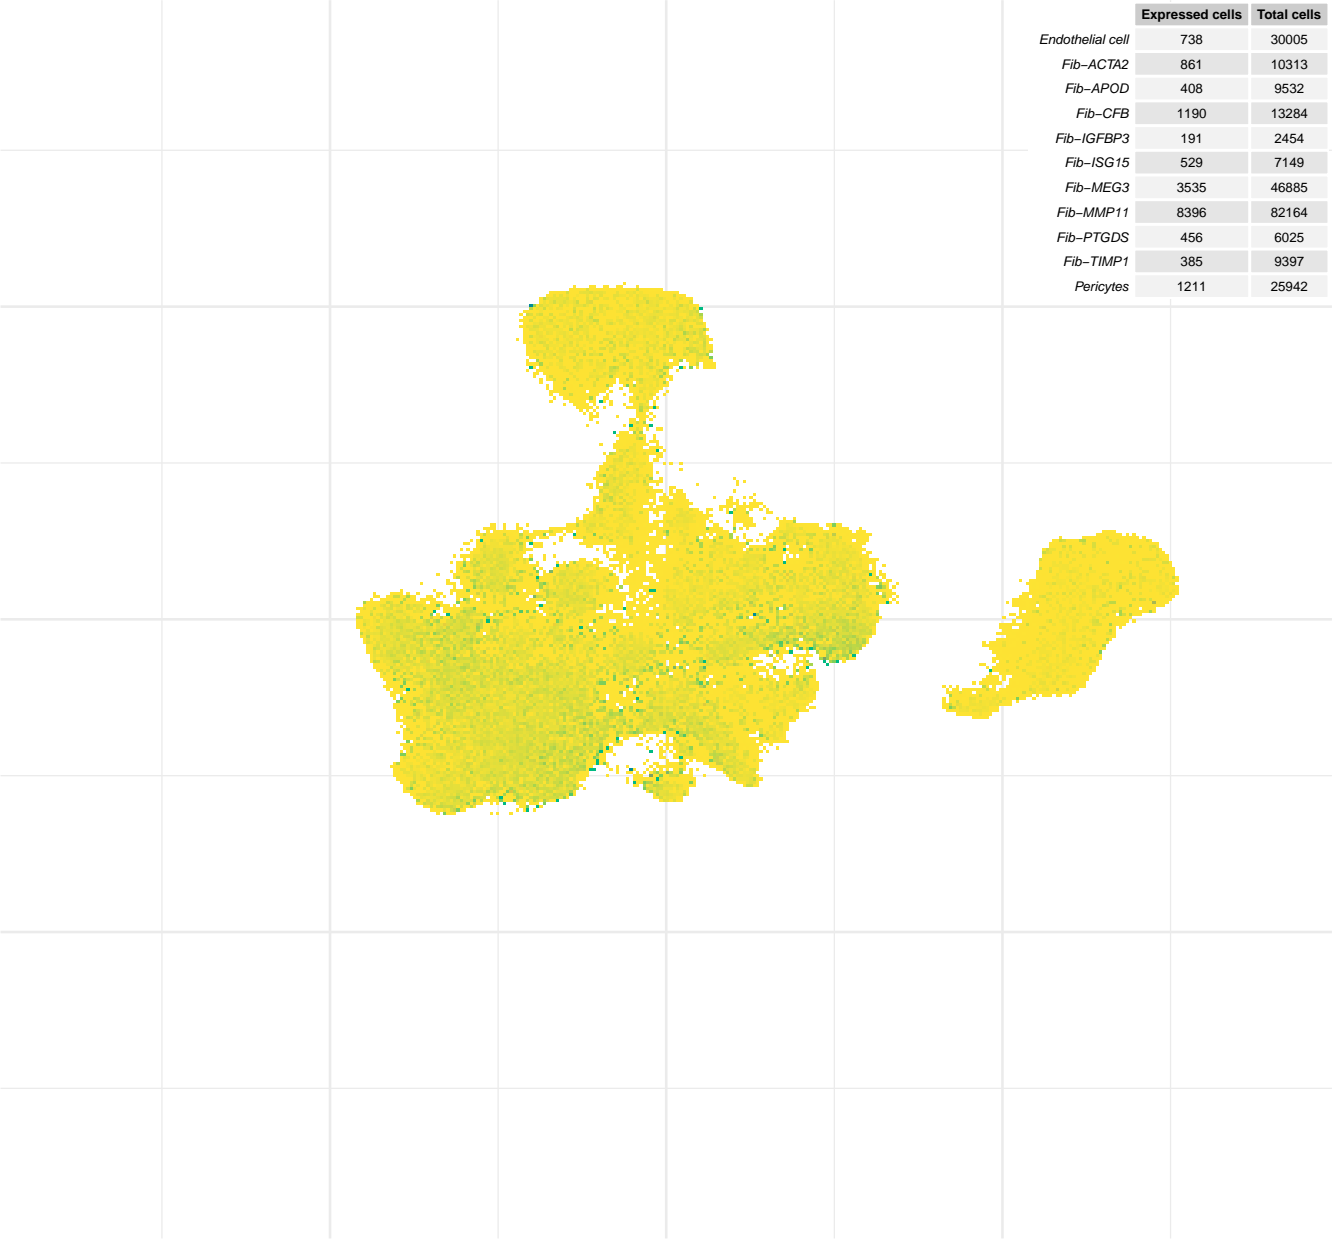 Expressed cells Total cells
Endothelial cell 738 30005
Fib−ACTA2 861 10313
Fib−APOD 408 9532
Fib−CFB 1190 13284
Fib−IGFBP3 191 2454
Fib−ISG15 529 7149
Fib−MEG3 3535 46885
Fib−MMP11 8396 82164
Fib−PTGDS 456 6025
Fib−TIMP1 385 9397
Pericytes 1211 25942